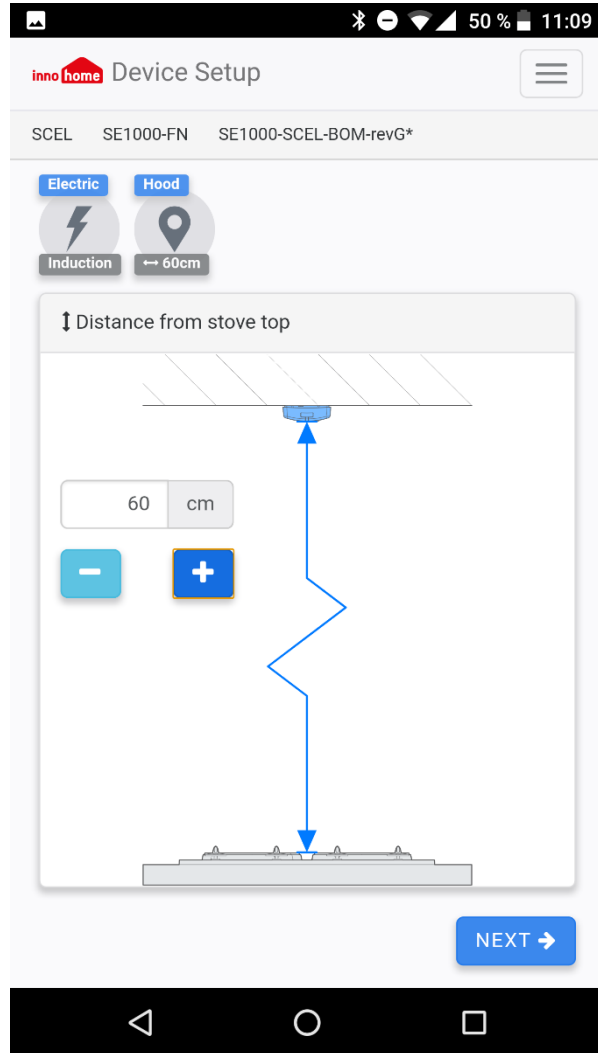 50 % 11:09
inno home Device Setup
SCEL SE1000-FN SE1000-SCEL-BOM-revG*
Electric Hood
Induction ↔ 60cm
Distance from stove top
60 cm
NEXT